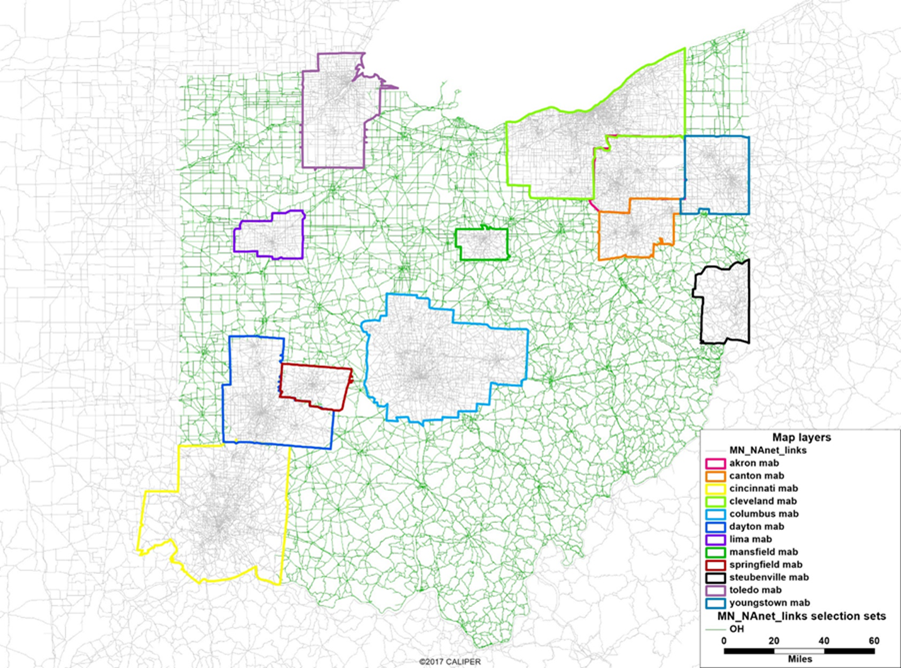 Map layers
MN_NAnet_links
akron mab
canton mab
cincinnati mab
cleveland mab
columbus mab
dayton mab
lima mab
mansfield mab
springfield mab
steubenville mab
toledo mab
youngstown mab
MN_NAnet_links selection sets
OH
0 20 40 60
Miles
©2017 CALIPER